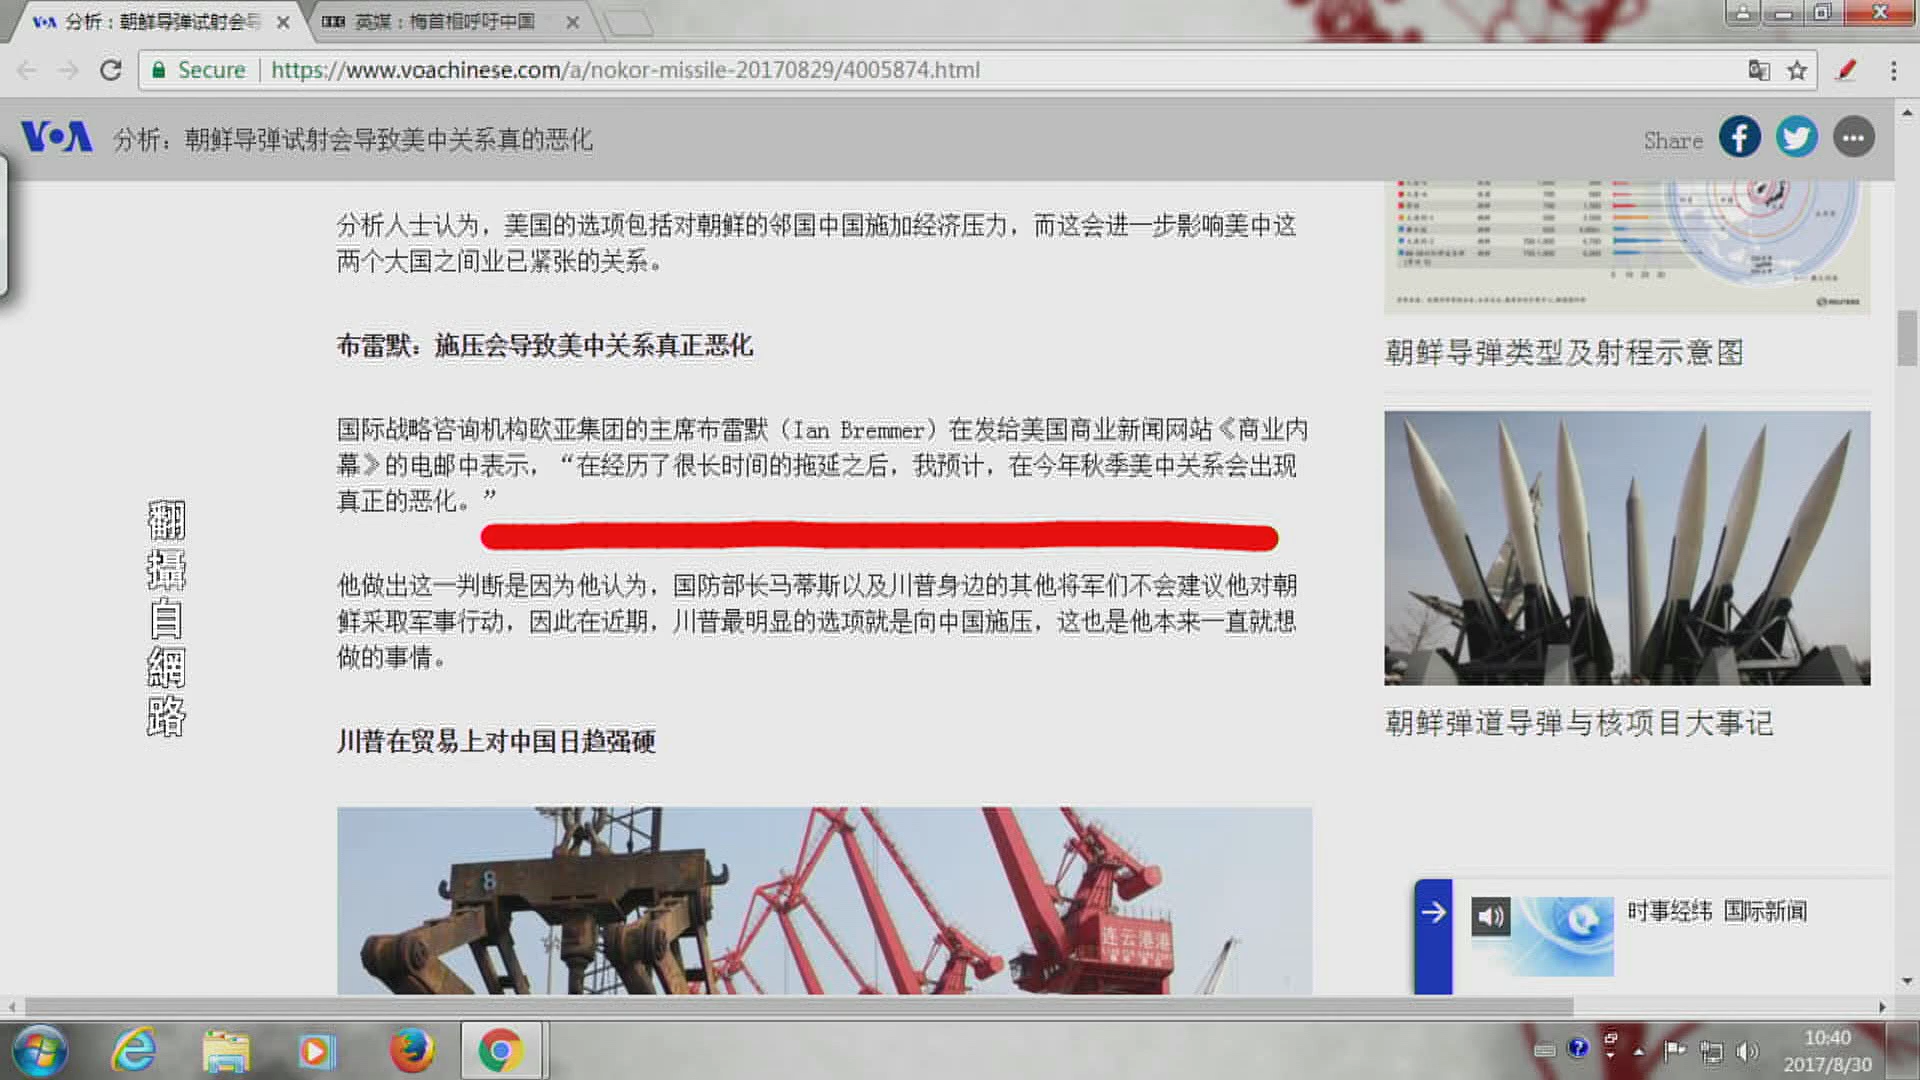 VOA 分析：朝鲜导弹试射会导
BBC 英媒：梅首相呼吁中国
Secure https://www.voachinese.com/a/nokor-missile-20170829/4005874.html
VOA 分析：朝鲜导弹试射会导致美中关系真的恶化
Share
分析人士认为，美国的选项包括对朝鲜的邻国中国施加经济压力，而这会进一步影响美中这
两个大国之间业已紧张的关系。
布雷默：施压会导致美中关系真正恶化
国际战略咨询机构欧亚集团的主席布雷默（Ian Bremmer）在发给美国商业新闻网站《商业内
幕》的电邮中表示，“在经历了很长时间的拖延之后，我预计，在今年秋季美中关系会出现
真正的恶化。”
他做出这一判断是因为他认为，国防部长马蒂斯以及川普身边的其他将军们不会建议他对朝
鲜采取军事行动，因此在近期，川普最明显的选项就是向中国施压，这也是他本来一直就想
做的事情。
川普在贸易上对中国日趋强硬
8
连云港港
翻攝自網路
REUTERS
朝鲜导弹类型及射程示意图
朝鲜弹道导弹与核项目大事记
时事经纬 国际新闻
10:40
2017/8/30